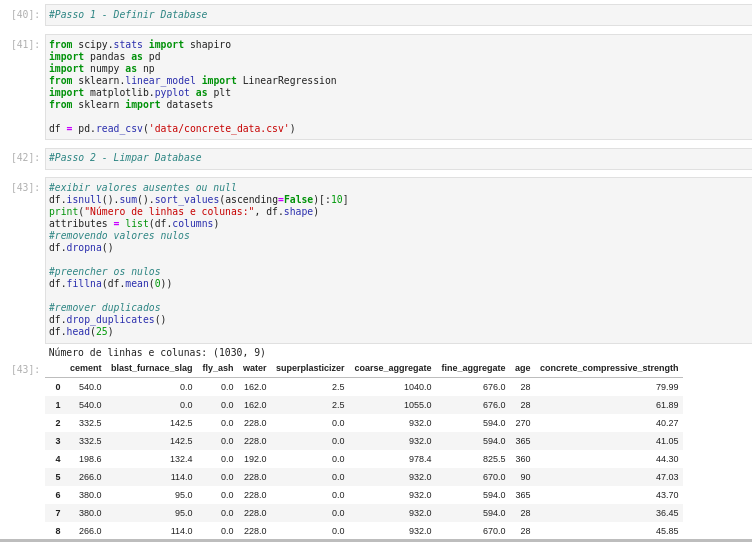 [40]: #Passo 1 - Definir Database
[41]: from scipy.stats import shapiro
import pandas as pd
import numpy as np
from sklearn.linear_model import LinearRegression
import matplotlib.pyplot as plt
from sklearn import datasets
df = pd.read_csv('data/concrete_data.csv')
[42]: #Passo 2 - Limpar Database
[43]: #exibir valores ausentes ou null
df.isnull().sum().sort_values(ascending=False)[:10]
print("Número de linhas e colunas:", df.shape)
attributes = list(df.columns)
#removendo valores nulos
df.dropna()
#preencher os nulos
df.fillna(df.mean(0))
#remover duplicados
df.drop_duplicates()
df.head(25)
Número de linhas e colunas: (1030, 9)
[43]: cement blast_furnace_slag fly_ash water superplasticizer coarse_aggregate fine_aggregate age concrete_compressive_strength
0 540.0 0.0 0.0 162.0 2.5 1040.0 676.0 28 79.99
1 540.0 0.0 0.0 162.0 2.5 1055.0 676.0 28 61.89
2 332.5 142.5 0.0 228.0 0.0 932.0 594.0 270 40.27
3 332.5 142.5 0.0 228.0 0.0 932.0 594.0 365 41.05
4 198.6 132.4 0.0 192.0 0.0 978.4 825.5 360 44.30
5 266.0 114.0 0.0 228.0 0.0 932.0 670.0 90 47.03
6 380.0 95.0 0.0 228.0 0.0 932.0 594.0 365 43.70
7 380.0 95.0 0.0 228.0 0.0 932.0 594.0 28 36.45
8 266.0 114.0 0.0 228.0 0.0 932.0 670.0 28 45.85